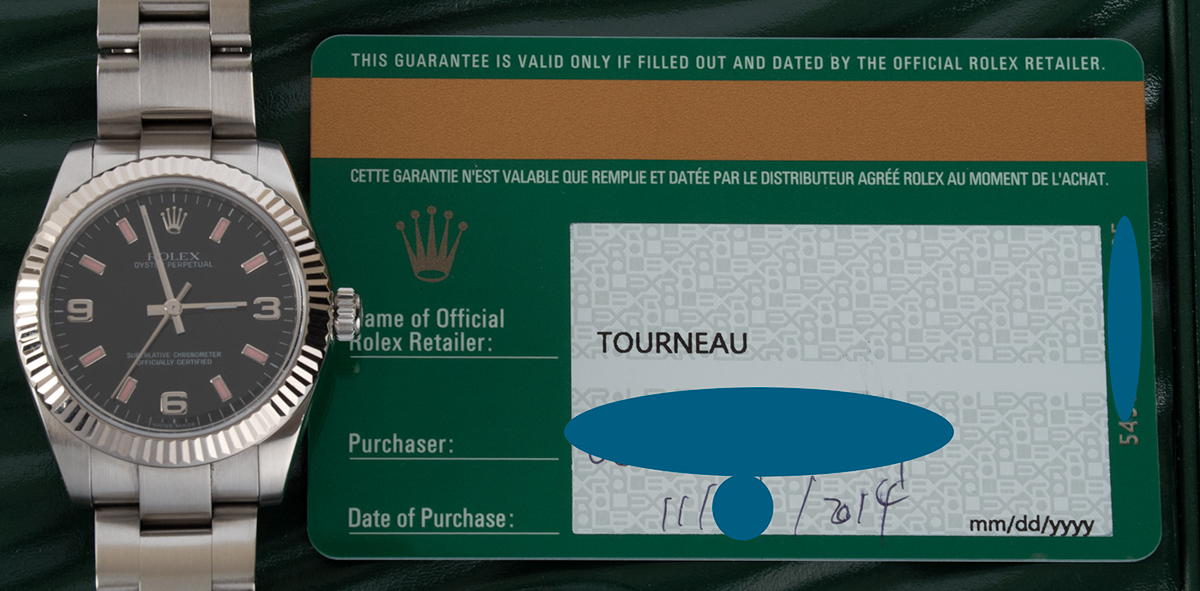 ROLEX
OYSTER PERPETUAL
9
3
SUPERLATIVE CHRONOMETER
OFFICIALLY CERTIFIED
6
THIS GUARANTEE IS VALID ONLY IF FILLED OUT AND DATED BY THE OFFICIAL ROLEX RETAILER.
CETTE GARANTIE N'EST VALABLE QUE REMPLIE ET DATÉE PAR LE DISTRIBUTEUR AGRÉÉ ROLEX AU MOMENT DE L'ACHAT.
Name of Official
Rolex Retailer:
TOURNEAU
Purchaser:
Date of Purchase:
11/ /2014
mm/dd/yyyy